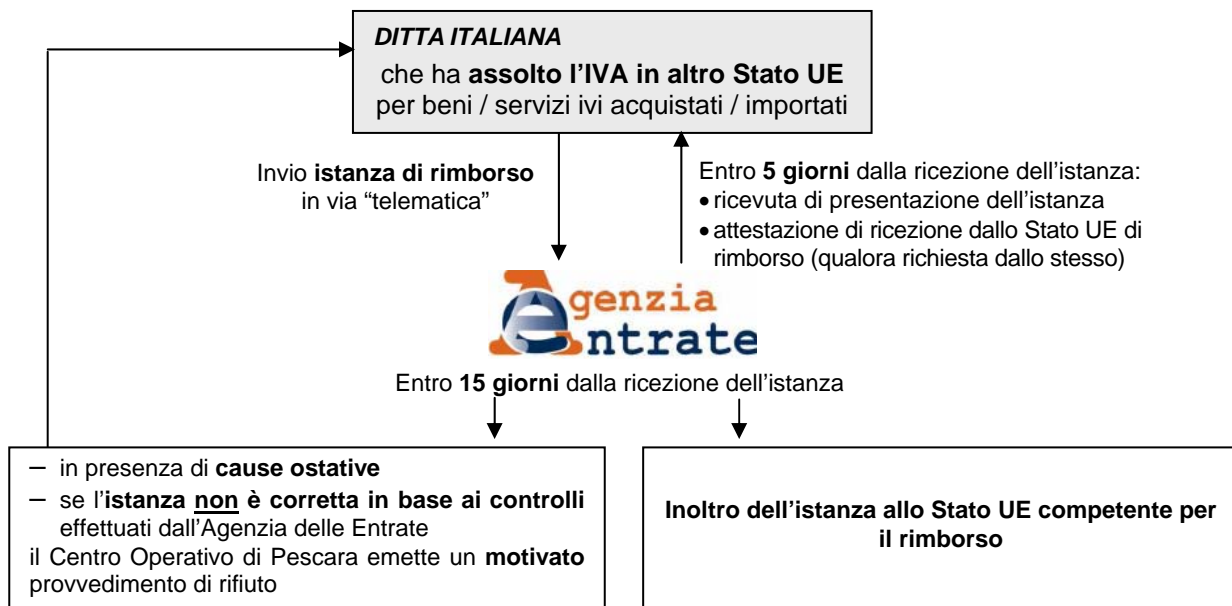 DITTA ITALIANA
che ha assolto l'IVA in altro Stato UE
per beni / servizi ivi acquistati / importati
Invio istanza di rimborso
in via “telematica”
Entro 5 giorni dalla ricezione dell'istanza:
• ricevuta di presentazione dell'istanza
• attestazione di ricezione dallo Stato UE di
rimborso (qualora richiesta dallo stesso)
Agenzia
Entrate
Entro 15 giorni dalla ricezione dell'istanza
– in presenza di cause ostative
– se l'istanza non è corretta in base ai controlli
effettuati dall'Agenzia delle Entrate
il Centro Operativo di Pescara emette un motivato
provvedimento di rifiuto
Inoltro dell'istanza allo Stato UE competente per
il rimborso